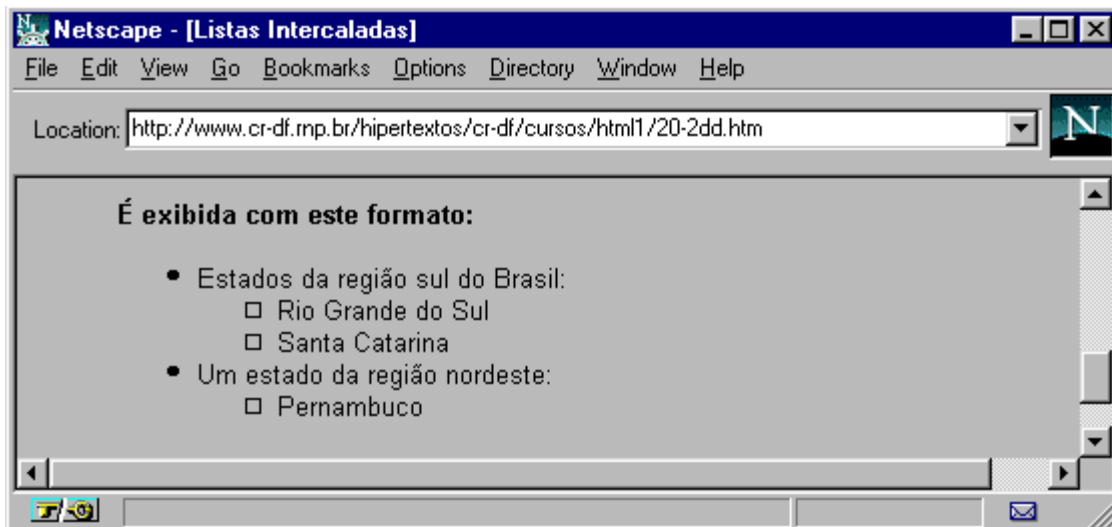 Netscape - [Listas Intercaladas]
File Edit View Go Bookmarks Options Directory Window Help
Location: http://www.cr-df.rnp.br/hipertextos/cr-df/cursos/html1/20-2dd.htm
N
É exibida com este formato:
Estados da região sul do Brasil:
Rio Grande do Sul
Santa Catarina
Um estado da região nordeste:
Pernambuco